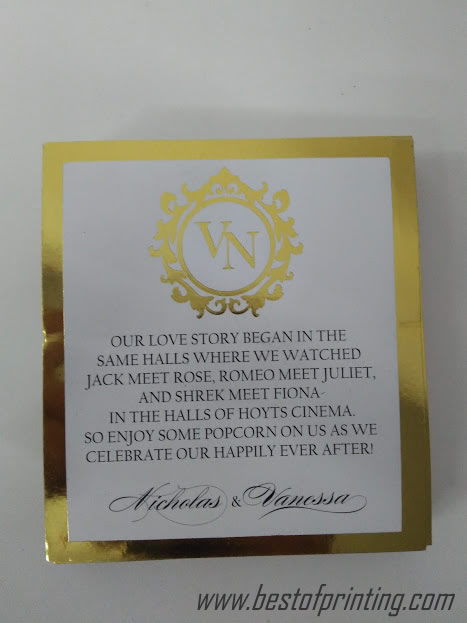 VN
OUR LOVE STORY BEGAN IN THE
SAME HALLS WHERE WE WATCHED
JACK MEET ROSE, ROMEO MEET JULIET,
AND SHREK MEET FIONA-
IN THE HALLS OF HOYTS CINEMA.
SO ENJOY SOME POPCORN ON US AS WE
CELEBRATE OUR HAPPILY EVER AFTER!
Nicholas & Vanessa
www.bestofprinting.com